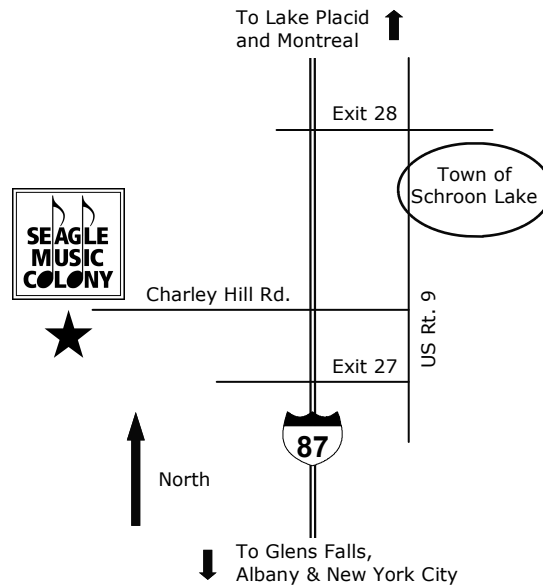 To Lake Placid
and Montreal
Exit 28
Town of
Schroon Lake
SEAGLE
MUSIC
COLONY
Charley Hill Rd.
US Rt. 9
Exit 27
87
North
To Glens Falls,
Albany & New York City